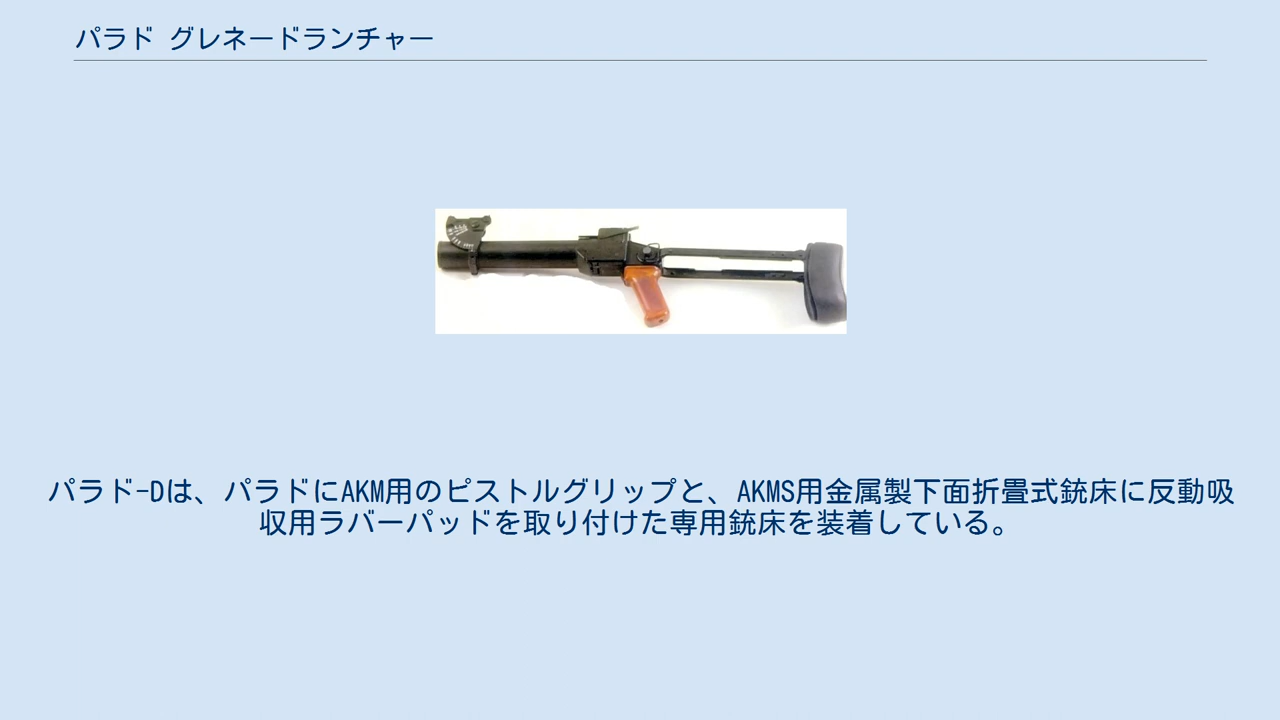 パラド グレネードランチャー
パラド-Dは、パラドにAKM用のピストルグリップと、AKMS用金属製下面折畳式銃床に反動吸
収用ラバーパッドを取り付けた専用銃床を装着している。